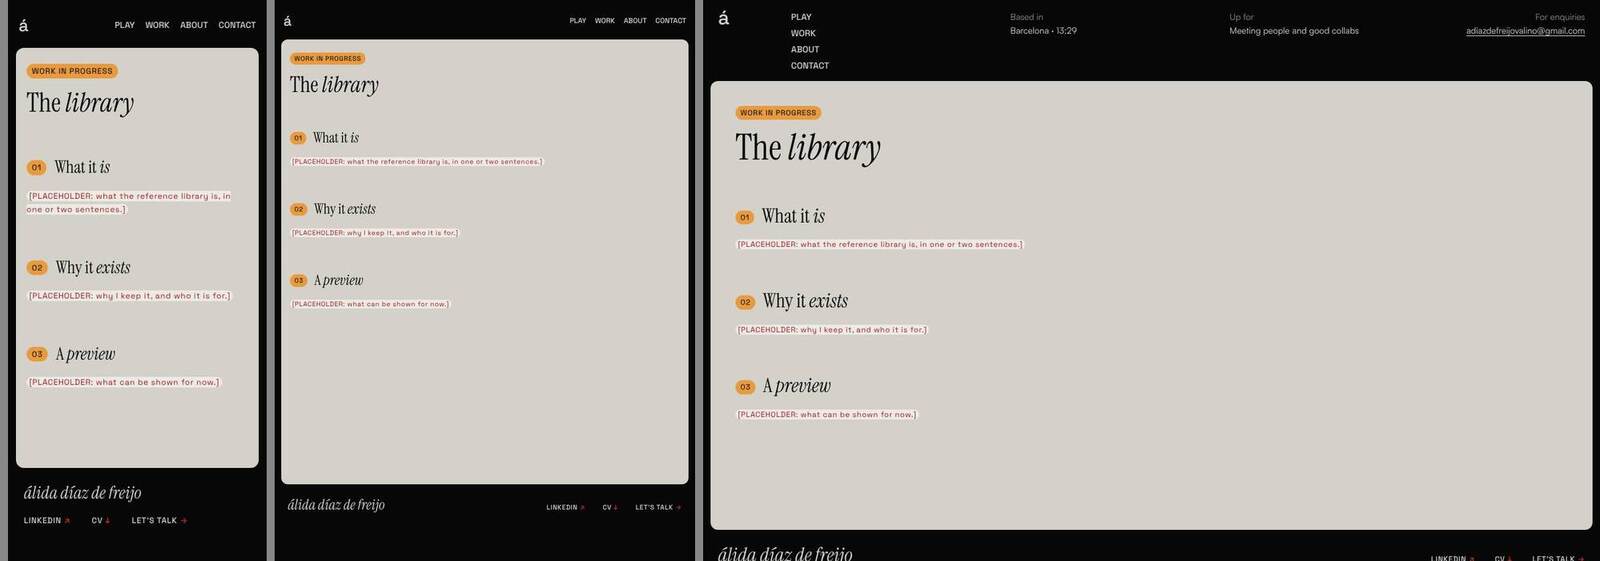 á
PLAY WORK ABOUT CONTACT
WORK IN PROGRESS
The library
01 What it is
[PLACEHOLDER: what the reference library is, in
one or two sentences.]
02 Why it exists
[PLACEHOLDER: why I keep it, and who it is for.]
03 A preview
[PLACEHOLDER: what can be shown for now.]
álida díaz de freijo
LINKEDIN ↗ CV ↓ LET'S TALK →
á
PLAY WORK ABOUT CONTACT
WORK IN PROGRESS
The library
01 What it is
[PLACEHOLDER: what the reference library is, in one or two sentences.]
02 Why it exists
[PLACEHOLDER: why I keep it, and who it is for.]
03 A preview
[PLACEHOLDER: what can be shown for now.]
álida díaz de freijo
LINKEDIN ↗ CV ↓ LET'S TALK →
á
PLAY
WORK
ABOUT
CONTACT
Based in
Barcelona • 13:29
Up for
Meeting people and good collabs
For enquiries
adiazdefreijovalino@gmail.com
WORK IN PROGRESS
The library
01 What it is
[PLACEHOLDER: what the reference library is, in one or two sentences.]
02 Why it exists
[PLACEHOLDER: why I keep it, and who it is for.]
03 A preview
[PLACEHOLDER: what can be shown for now.]
álida díaz de freijo
LINKEDIN ↗ CV ↓ LET'S TALK →